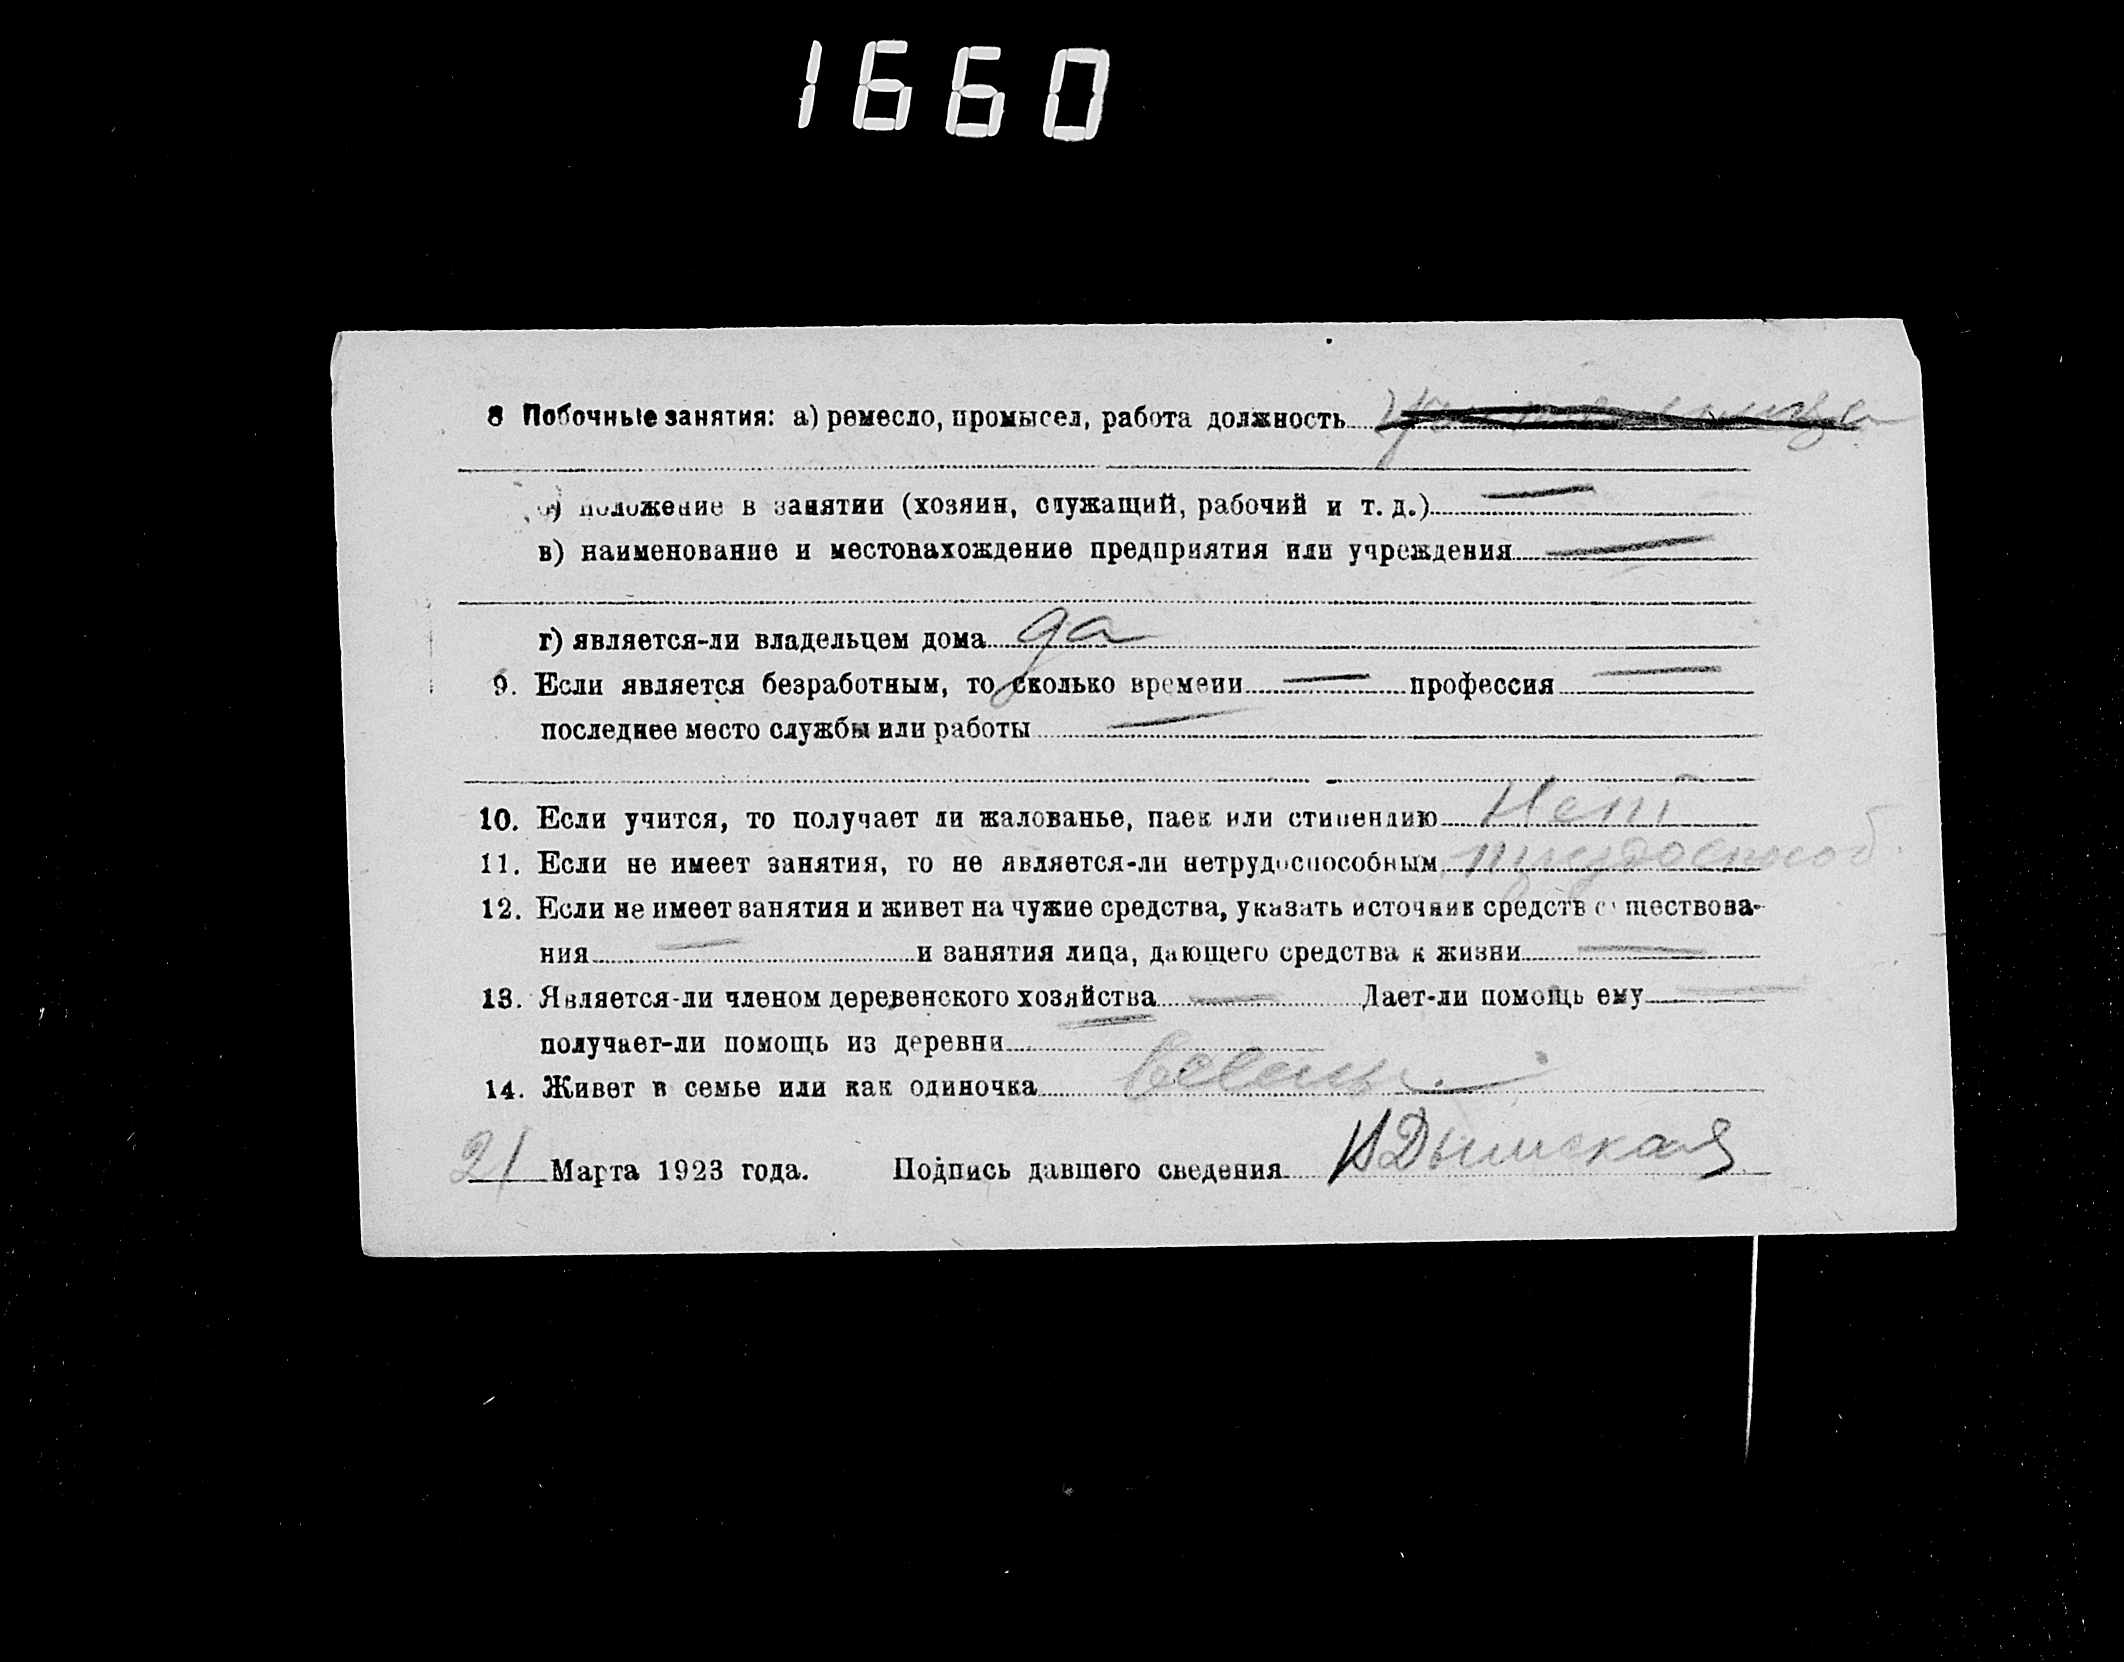 1660
8 Побочные занятия: а) ремесло, промысел, работа должность
б) положение в занятии (хозяин, служащий, рабочий и т. д.) —
в) наименование и местонахождение предприятия или учреждения —
г) является-ли владельцем дома да
9. Если является безработным, то сколько времени — профессия —
последнее место службы или работы —
10. Если учится, то получает ли жалованье, паек или стипендию Нет
11. Если не имеет занятия, то не является-ли нетрудоспособным трудоспособ.
12. Если не имеет занятия и живет на чужие средства, указать источник средств существова-
ния — и занятия лица, дающего средства к жизни —
13. Является-ли членом деревенского хозяйства — Дает-ли помощь ему —
получает-ли помощь из деревни —
14. Живет в семье или как одиночка
21 Марта 1923 года. Подпись давшего сведения Дымская